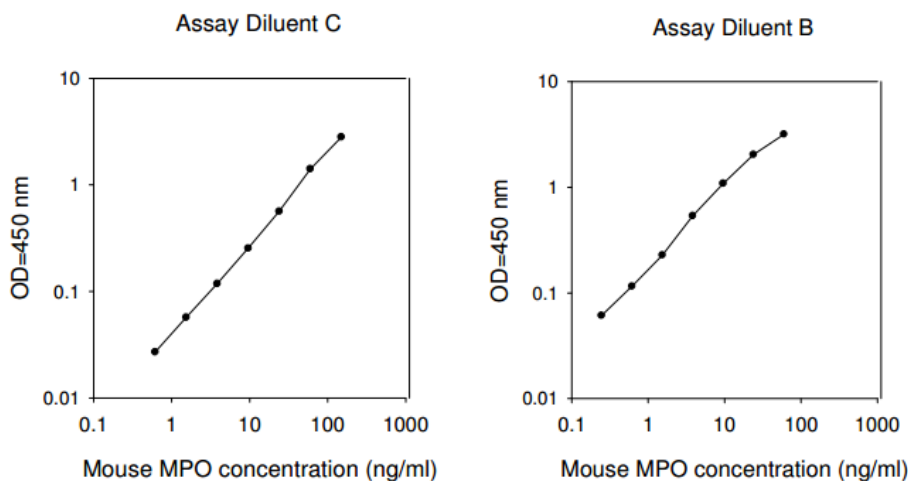 Assay Diluent C
10
1
0.1
0.01
OD=450 nm
0.1 1 10 100 1000
Mouse MPO concentration (ng/ml)
Assay Diluent B
10
1
0.1
0.01
OD=450 nm
0.1 1 10 100 1000
Mouse MPO concentration (ng/ml)